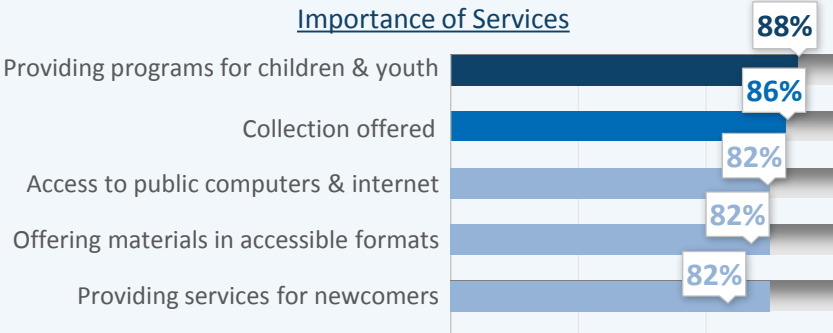 Importance of Services
88%
Providing programs for children & youth
86%
Collection offered
82%
Access to public computers & internet
82%
Offering materials in accessible formats
82%
Providing services for newcomers